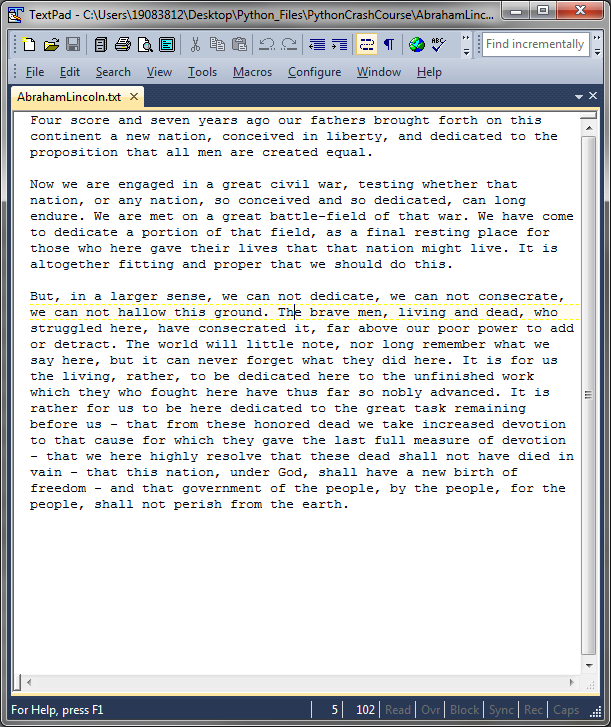 TextPad - C:\Users\19083812\Desktop\Python_Files\PythonCrashCourse\AbrahamLinc...
Find incrementally
File Edit Search View Tools Macros Configure Window Help
AbrahamLincoln.txt
Four score and seven years ago our fathers brought forth on this
continent a new nation, conceived in liberty, and dedicated to the
proposition that all men are created equal.
Now we are engaged in a great civil war, testing whether that
nation, or any nation, so conceived and so dedicated, can long
endure. We are met on a great battle-field of that war. We have come
to dedicate a portion of that field, as a final resting place for
those who here gave their lives that that nation might live. It is
altogether fitting and proper that we should do this.
But, in a larger sense, we can not dedicate, we can not consecrate,
we can not hallow this ground. The brave men, living and dead, who
struggled here, have consecrated it, far above our poor power to add
or detract. The world will little note, nor long remember what we
say here, but it can never forget what they did here. It is for us
the living, rather, to be dedicated here to the unfinished work
which they who fought here have thus far so nobly advanced. It is
rather for us to be here dedicated to the great task remaining
before us - that from these honored dead we take increased devotion
to that cause for which they gave the last full measure of devotion
- that we here highly resolve that these dead shall not have died in
vain - that this nation, under God, shall have a new birth of
freedom - and that government of the people, by the people, for the
people, shall not perish from the earth.
For Help, press F1 5 102 Read Ovr Block Sync Rec Caps